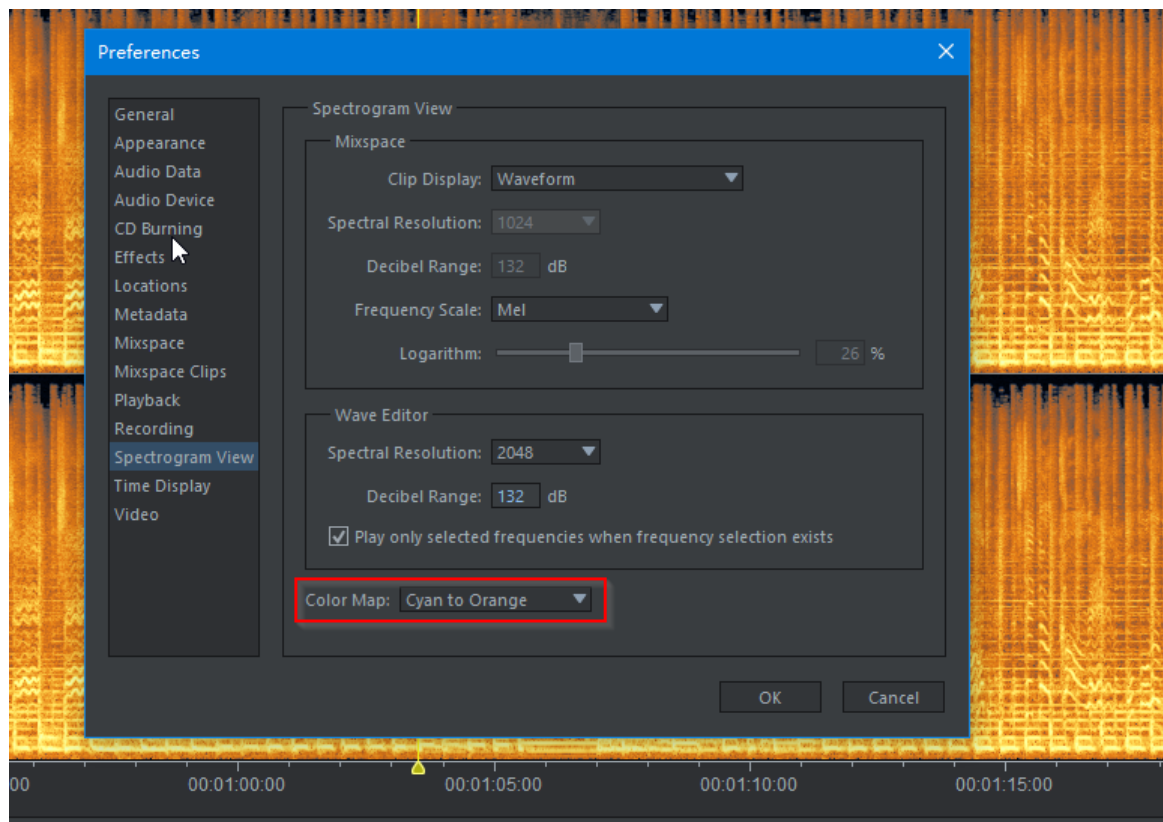 Preferences
General
Appearance
Audio Data
Audio Device
CD Burning
Effects
Locations
Metadata
Mixspace
Mixspace Clips
Playback
Recording
Spectrogram View
Time Display
Video
Spectrogram View
Mixspace
Clip Display: Waveform
Spectral Resolution: 1024
Decibel Range: 132 dB
Frequency Scale: Mel
Logarithm: 26 %
Wave Editor
Spectral Resolution: 2048
Decibel Range: 132 dB
Play only selected frequencies when frequency selection exists
Color Map: Cyan to Orange
OK Cancel
00 00:01:00:00 00:01:05:00 00:01:10:00 00:01:15:00